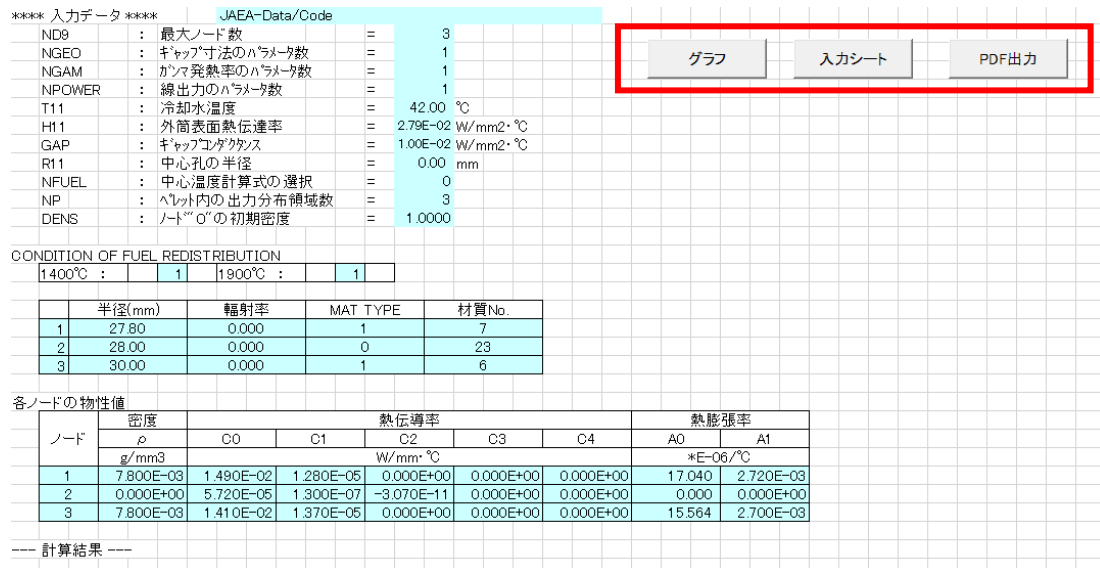 **** 入力データ **** JAEA-Data/Code
ND9 : 最大ノード数 = 3
NGEO : ギャップ寸法のパラメータ数 = 1
NGAM : ガンマ発熱率のパラメータ数 = 1
NPOWER : 線出力のパラメータ数 = 1
T11 : 冷却水温度 = 42.00 ℃
H11 : 外筒表面熱伝達率 = 2.79E-02 W/mm2・℃
GAP : ギャップコンダクタンス = 1.00E-02 W/mm2・℃
R11 : 中心孔の半径 = 0.00 mm
NFUEL : 中心温度計算式の選択 = 0
NP : ペレット内の出力分布領域数 = 3
DENS : ノード"0"の初期密度 = 1.0000
グラフ 入力シート PDF出力
CONDITION OF FUEL REDISTRIBUTION
1400℃ : 1 1900℃ : 1
半径(mm) 輻射率 MAT TYPE 材質No.
1 27.80 0.000 1 7
2 28.00 0.000 0 23
3 30.00 0.000 1 6
各ノードの物性値
ノード 密度 熱伝導率 熱膨張率
ρ C0 C1 C2 C3 C4 A0 A1
g/mm3 W/mm・℃ *E-06/℃
1 7.800E-03 1.490E-02 1.280E-05 0.000E+00 0.000E+00 0.000E+00 17.040 2.720E-03
2 0.000E+00 5.720E-05 1.300E-07 -3.070E-11 0.000E+00 0.000E+00 0.000 0.000E+00
3 7.800E-03 1.410E-02 1.370E-05 0.000E+00 0.000E+00 0.000E+00 15.564 2.700E-03
--- 計算結果 ---